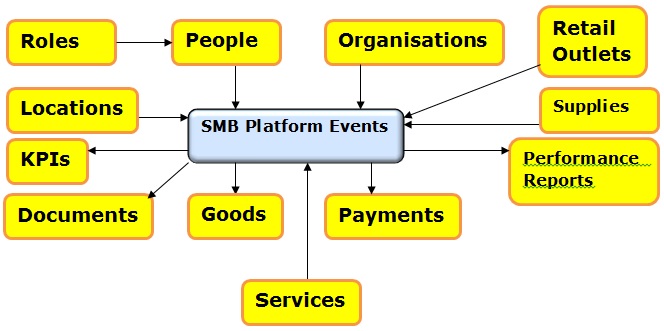 Roles
People
Organisations
Retail
Outlets
Locations
SMB Platform Events
Supplies
KPIs
Performance
Reports
Documents
Goods
Payments
Services